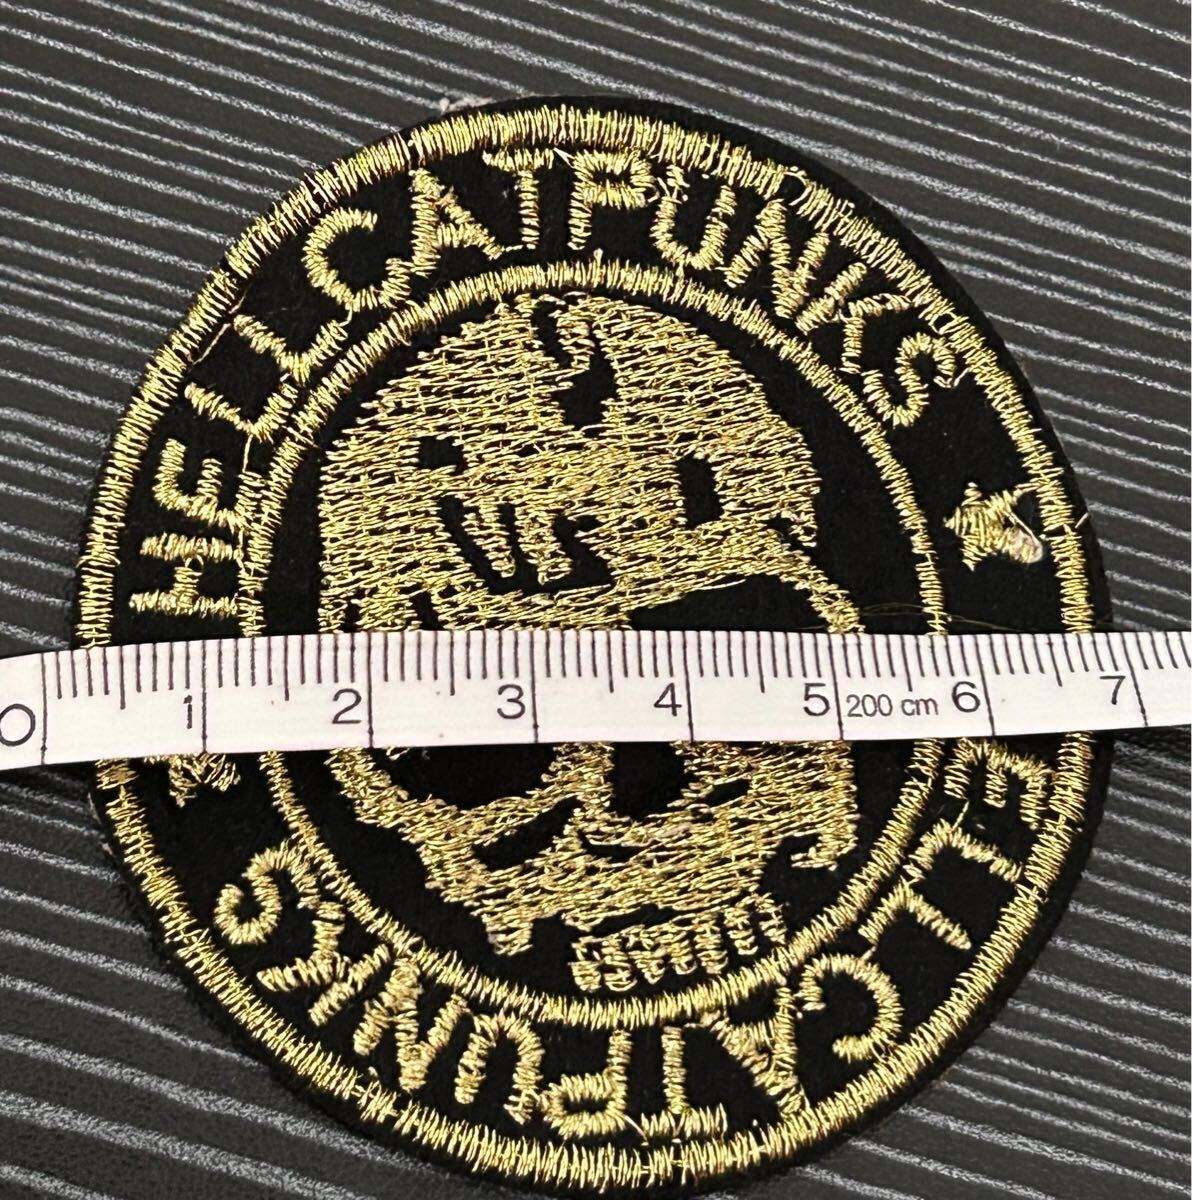 HELLCATPUNKS
0 1 2 3 4 5 200 cm 6 7
HELLCATPUNKS